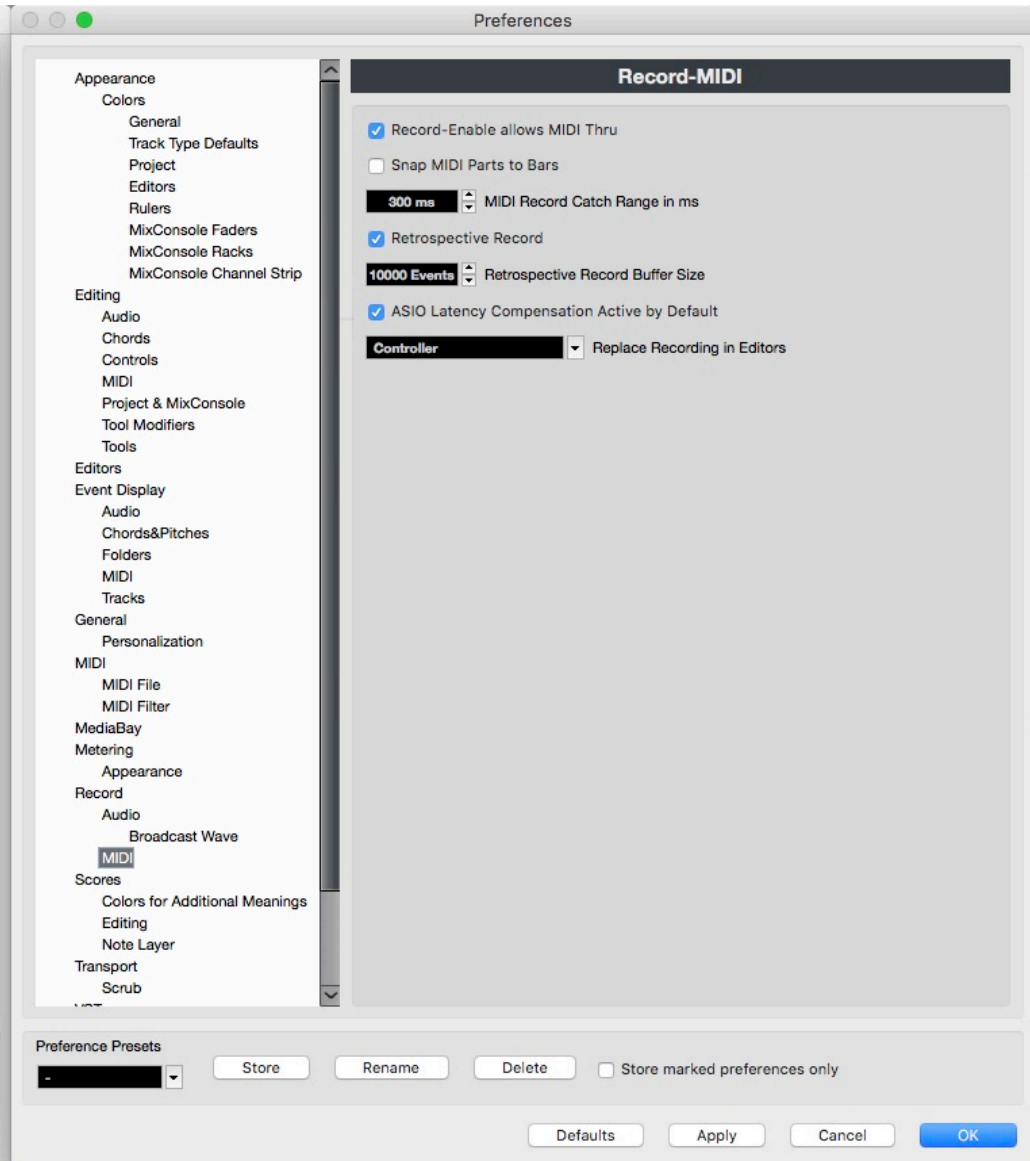 Preferences
Appearance
Colors
General
Track Type Defaults
Project
Editors
Rulers
MixConsole Faders
MixConsole Racks
MixConsole Channel Strip
Editing
Audio
Chords
Controls
MIDI
Project & MixConsole
Tool Modifiers
Tools
Editors
Event Display
Audio
Chords&Pitches
Folders
MIDI
Tracks
General
Personalization
MIDI
MIDI File
MIDI Filter
MediaBay
Metering
Appearance
Record
Audio
Broadcast Wave
MIDI
Scores
Colors for Additional Meanings
Editing
Note Layer
Transport
Scrub
Record-MIDI
Record-Enable allows MIDI Thru
Snap MIDI Parts to Bars
300 ms MIDI Record Catch Range in ms
Retrospective Record
10000 Events Retrospective Record Buffer Size
ASIO Latency Compensation Active by Default
Controller Replace Recording in Editors
Preference Presets
- Store Rename Delete Store marked preferences only
Defaults Apply Cancel OK